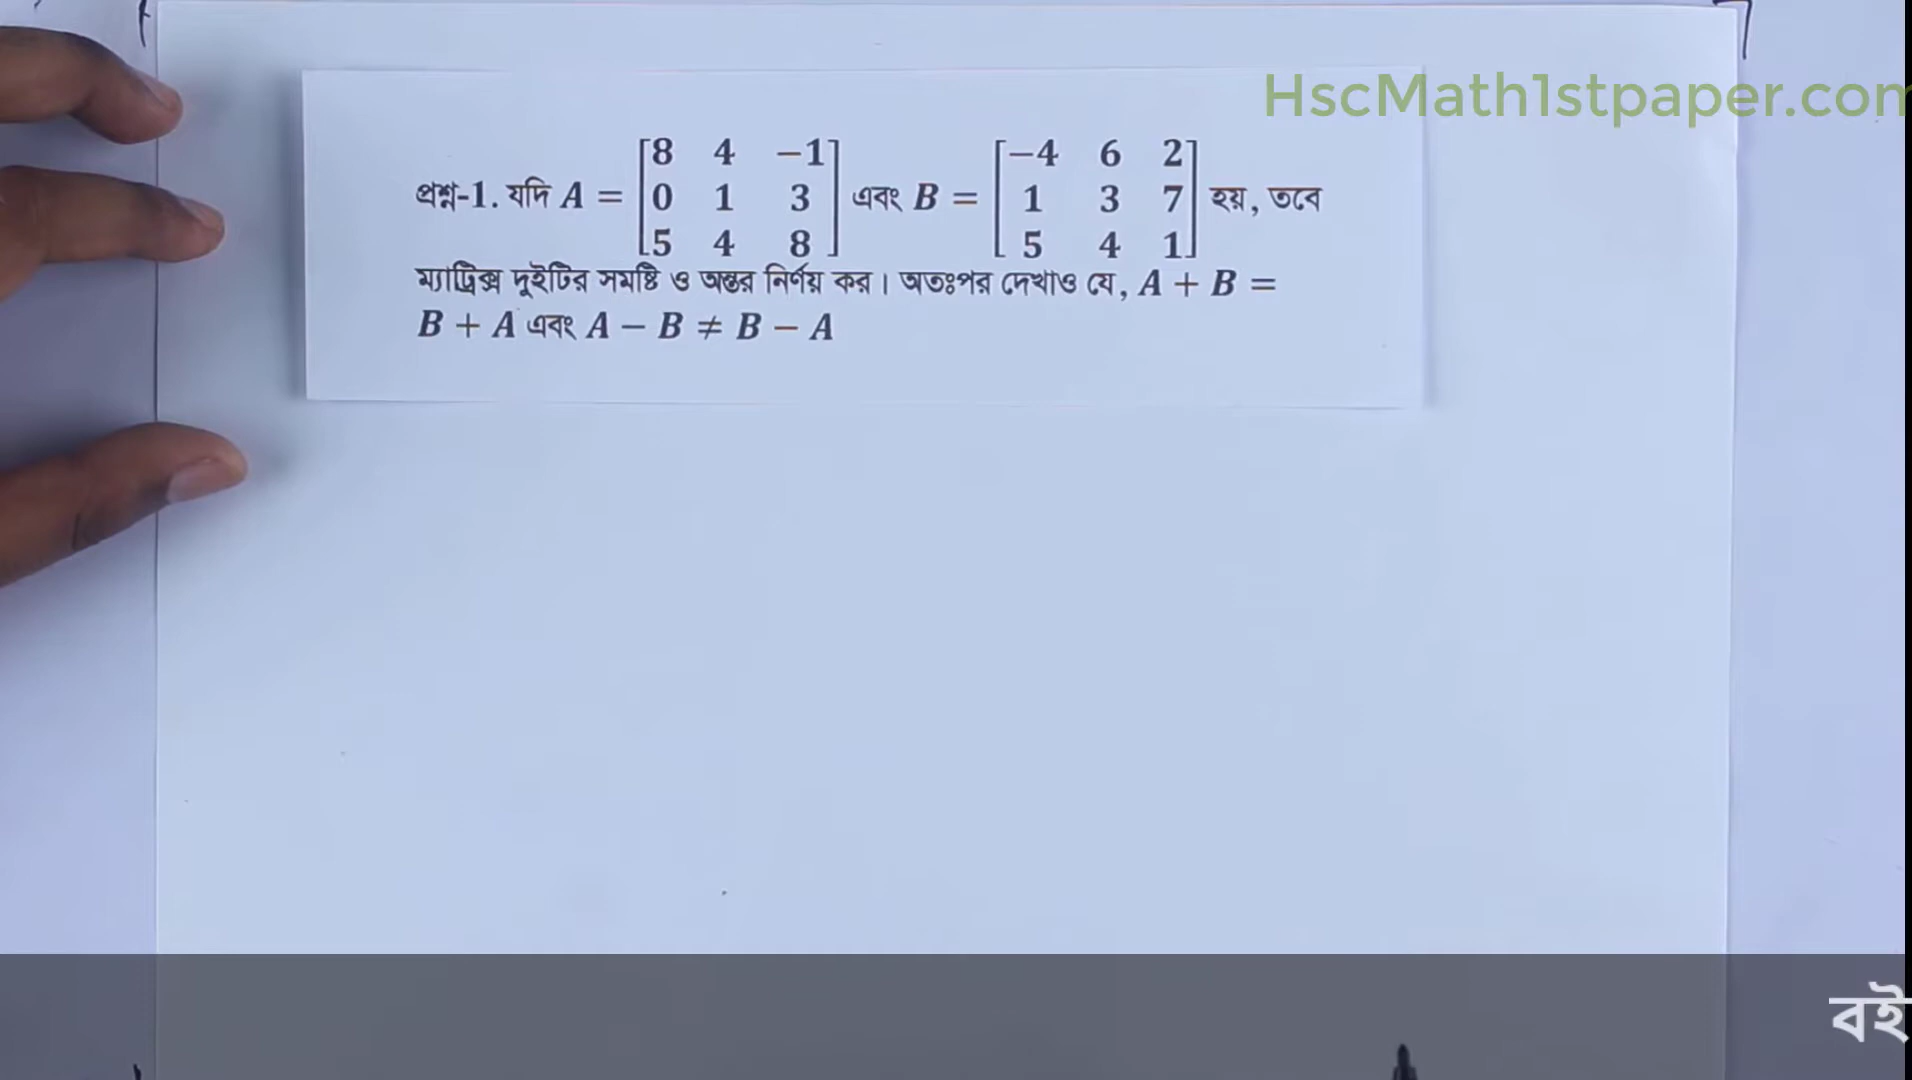 HscMath1stpaper.com
প্রশ্ন-1. যদি A = [8 4 −1
0 1 3
5 4 8] এবং B = [−4 6 2
1 3 7
5 4 1] হয়, তবে
ম্যাট্রিক্স দুইটির সমষ্টি ও অন্তর নির্ণয় কর। অতঃপর দেখাও যে, A + B =
B + A এবং A − B ≠ B − A
বই